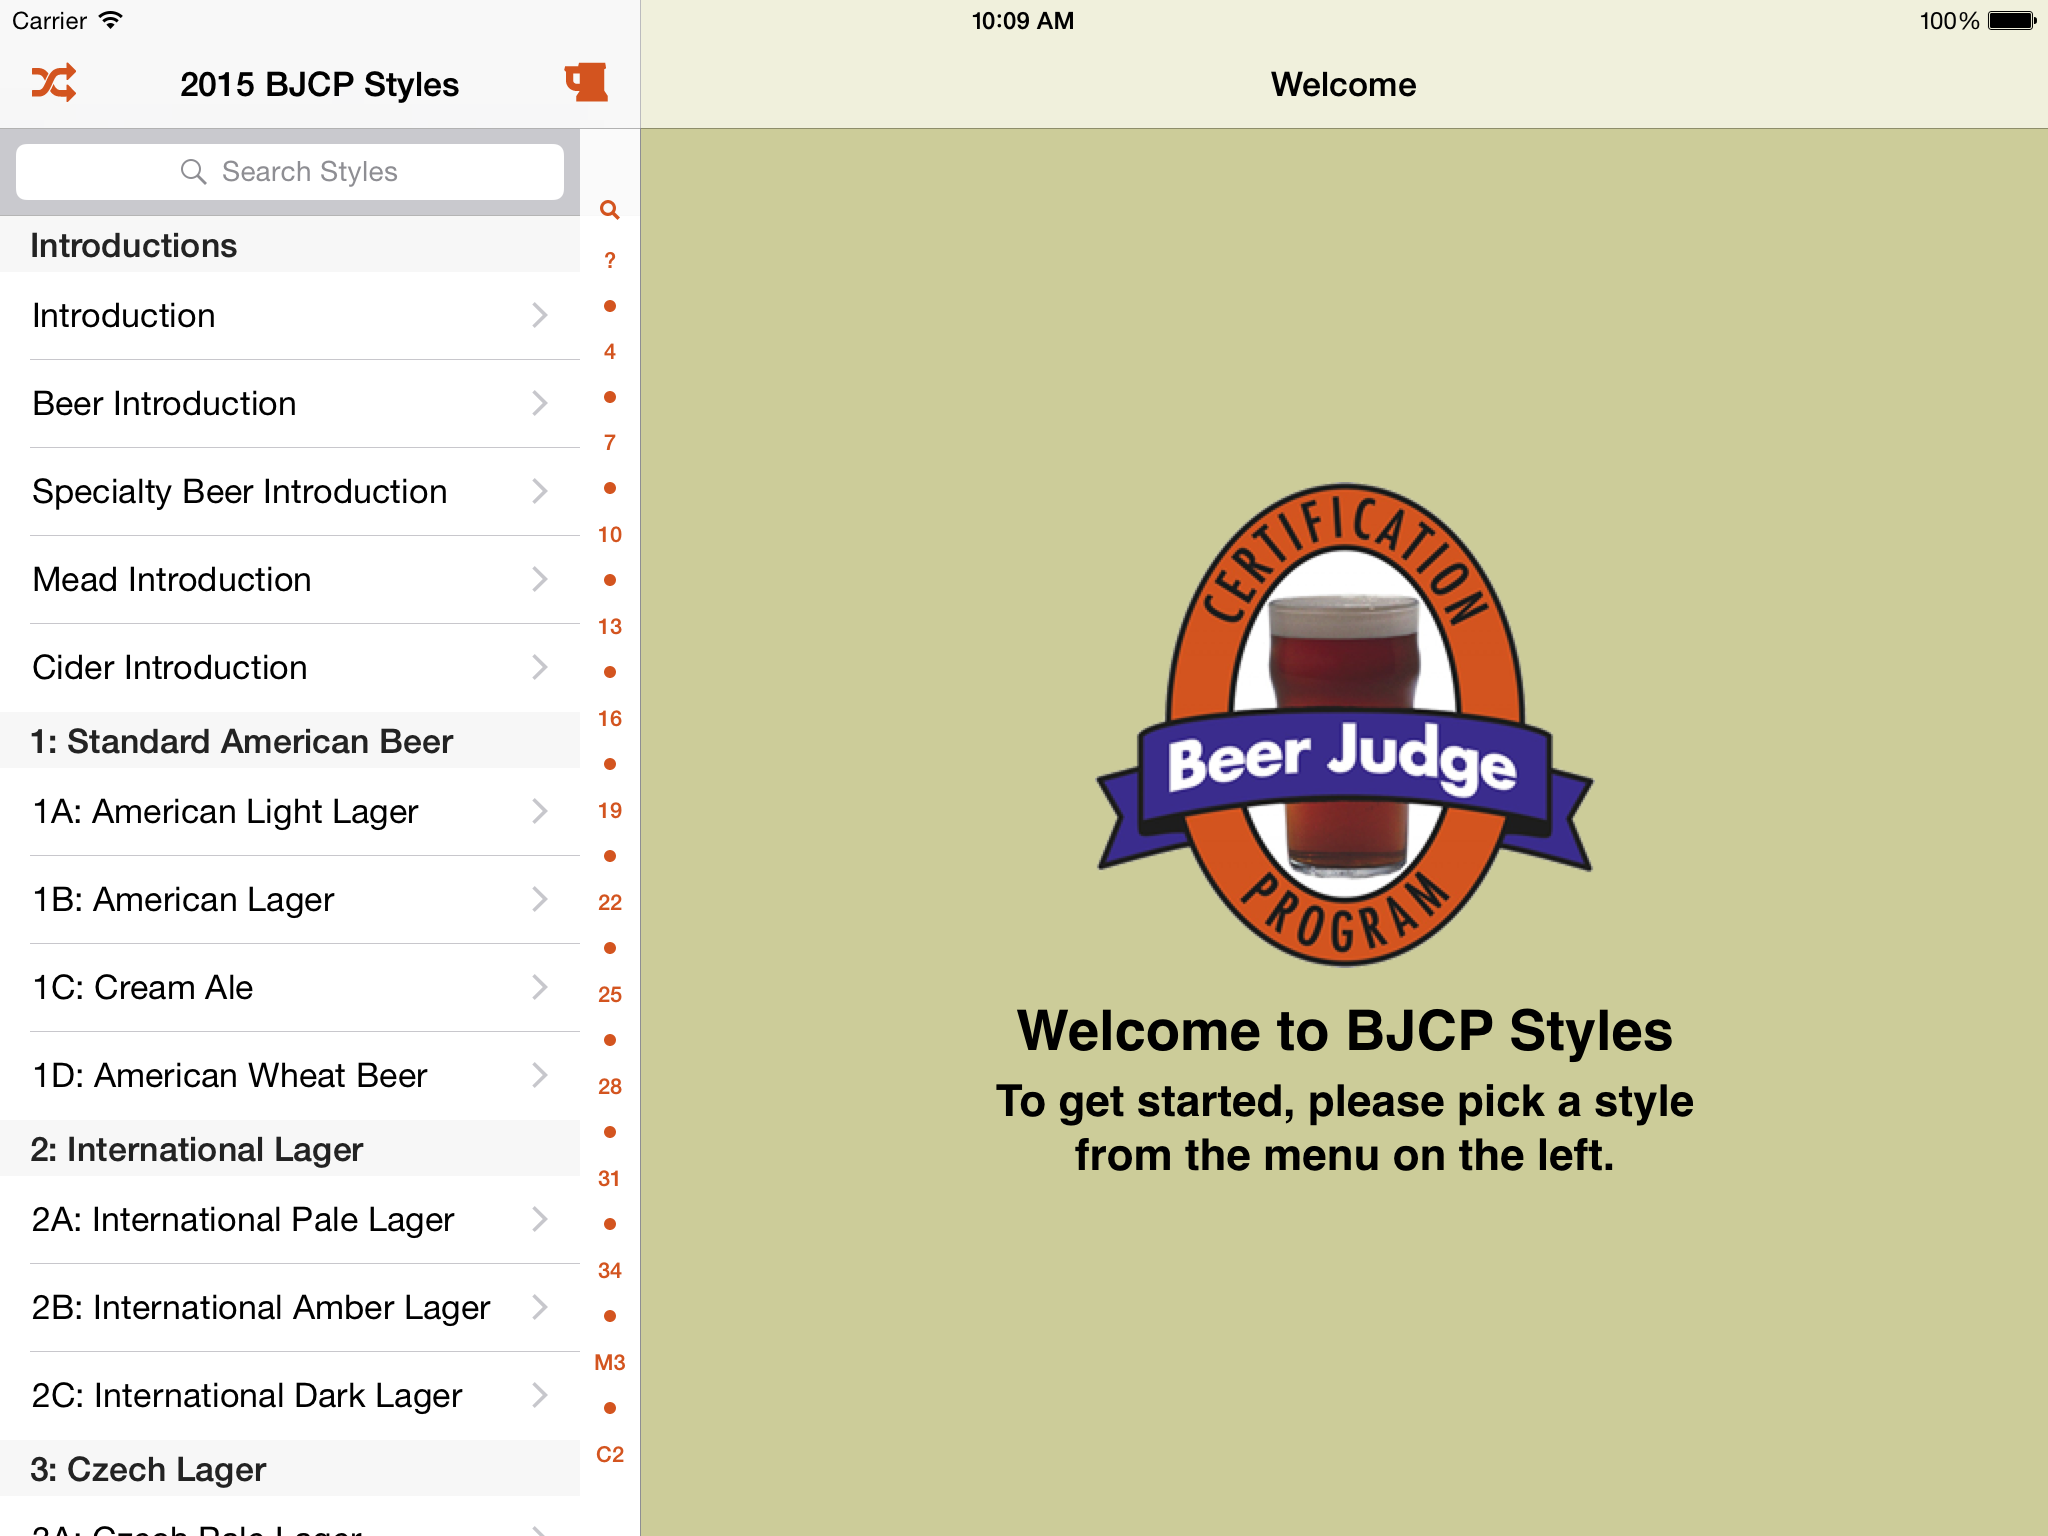 Carrier
10:09 AM
100%
2015 BJCP Styles
Welcome
Search Styles
Introductions
Introduction
Beer Introduction
Specialty Beer Introduction
Mead Introduction
Cider Introduction
1: Standard American Beer
1A: American Light Lager
1B: American Lager
1C: Cream Ale
1D: American Wheat Beer
2: International Lager
2A: International Pale Lager
2B: International Amber Lager
2C: International Dark Lager
3: Czech Lager
3A: Czech Pale Lager
?
4
7
10
13
16
19
22
25
28
31
34
M3
C2
CERTIFICATION
Beer Judge
PROGRAM
Welcome to BJCP Styles
To get started, please pick a style
from the menu on the left.